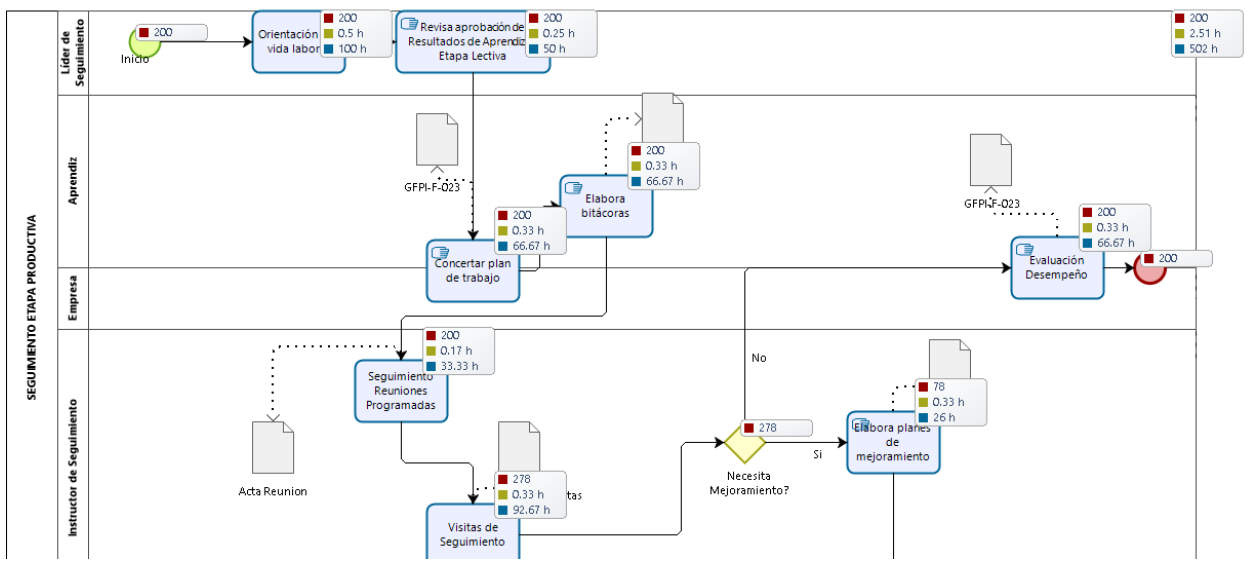 SEGUIMIENTO ETAPA PRODUCTIVA
Líder de
Seguimiento
200
Inicio
Orientación
vida labor
200
0.5 h
100 h
Revisa aprobación de
Resultados de Aprendiz
Etapa Lectiva
200
0.25 h
50 h
200
2.51 h
502 h
Aprendiz
GFPI-F-023
200
0.33 h
66.67 h
Elabora
bitácoras
200
0.33 h
66.67 h
Concertar plan
de trabajo
GFPI-F-023
200
0.33 h
66.67 h
Evaluación
Desempeño
200
Empresa
Instructor de Seguimiento
200
0.17 h
33.33 h
Seguimiento
Reuniones
Programadas
Acta Reunion
278
0.33 h
92.67 h
tas
Visitas de
Seguimiento
No
278
Necesita
Mejoramiento?
Si
78
0.33 h
26 h
Elabora planes
de
mejoramiento